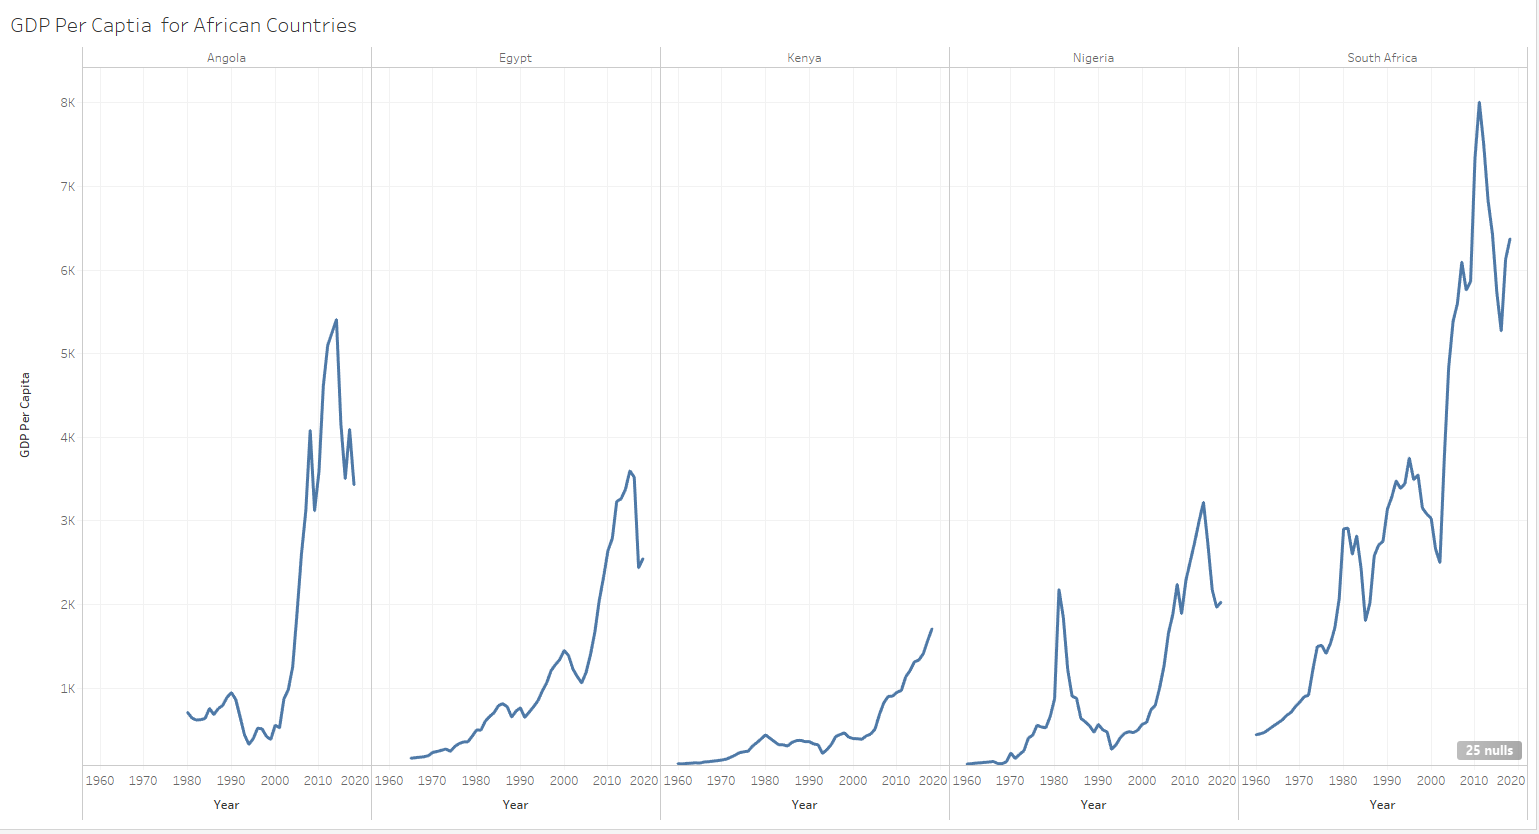 GDP Per Captia for African Countries
Angola Egypt Kenya Nigeria South Africa
8K
7K
6K
5K
4K
3K
2K
1K
GDP Per Capita
25 nulls
1960 1970 1980 1990 2000 2010 2020 1960 1970 1980 1990 2000 2010 2020 1960 1970 1980 1990 2000 2010 2020 1960 1970 1980 1990 2000 2010 2020 1960 1970 1980 1990 2000 2010 2020
Year Year Year Year Year